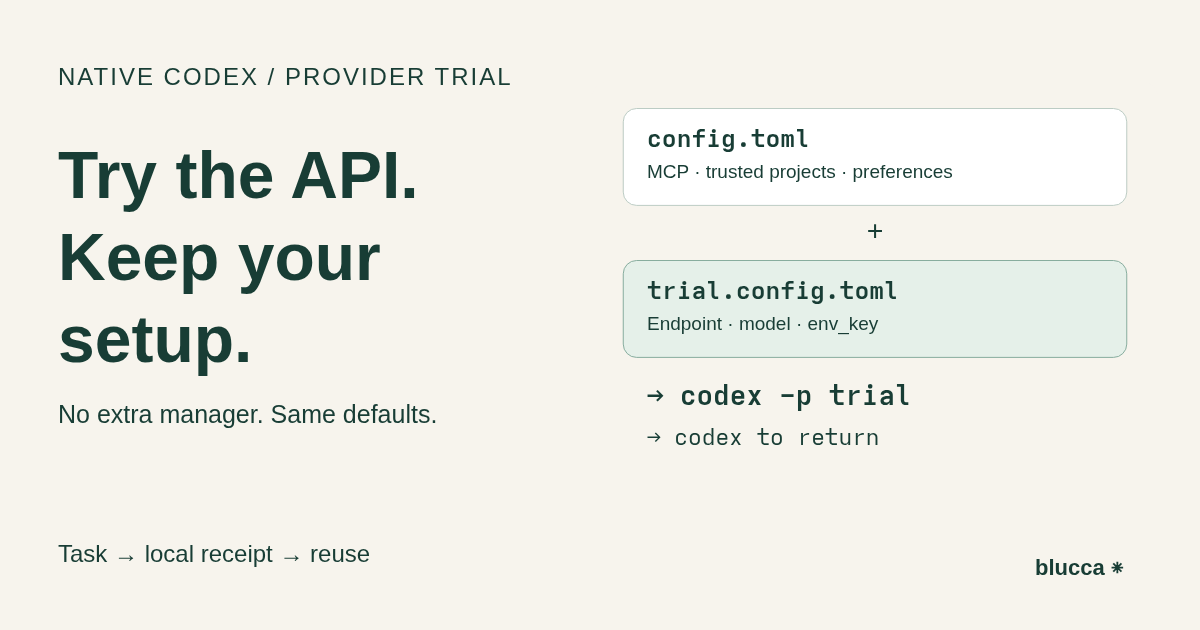 NATIVE CODEX / PROVIDER TRIAL
Try the API.
Keep your
setup.
No extra manager. Same defaults.
Task → local receipt → reuse
config.toml
MCP · trusted projects · preferences
+
trial.config.toml
Endpoint · model · env_key
→ codex -p trial
→ codex to return
blucca ✷